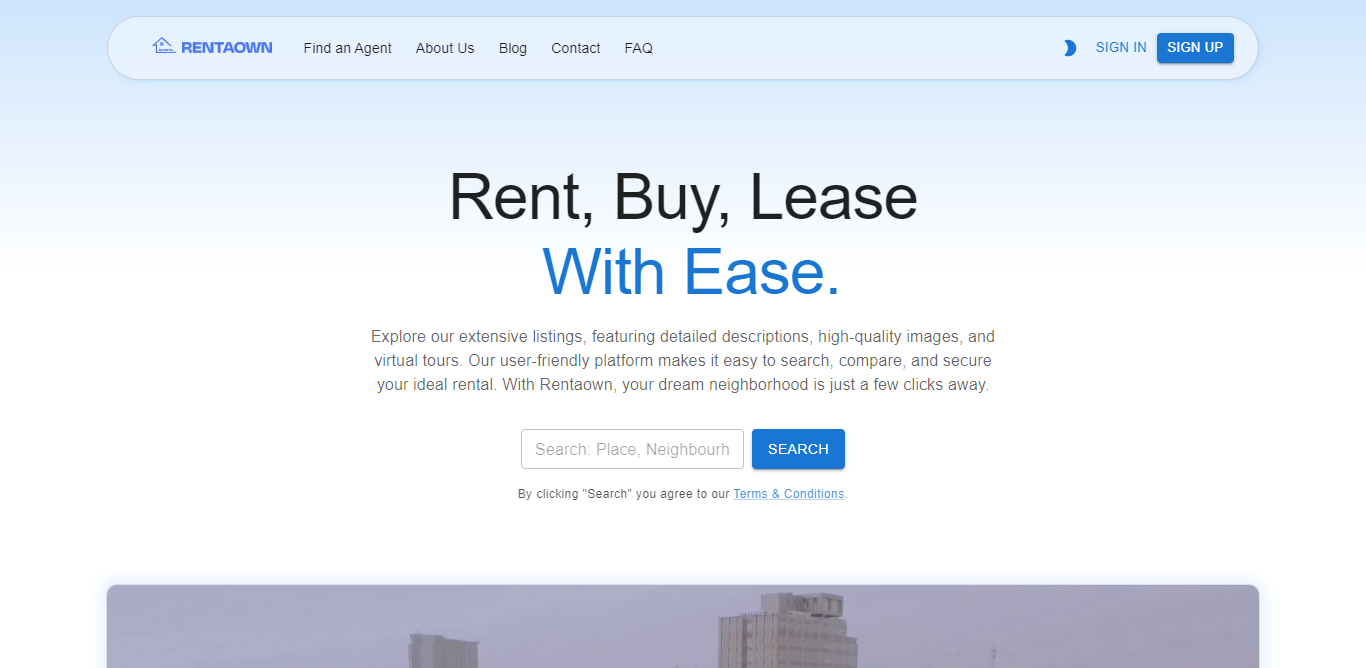 RENTAOWN
Find an Agent
About Us
Blog
Contact
FAQ
SIGN IN
SIGN UP
Rent, Buy, Lease
With Ease.
Explore our extensive listings, featuring detailed descriptions, high-quality images, and
virtual tours. Our user-friendly platform makes it easy to search, compare, and secure
your ideal rental. With Rentaown, your dream neighborhood is just a few clicks away.
Search: Place, Neighbourh
SEARCH
By clicking "Search" you agree to our Terms & Conditions.